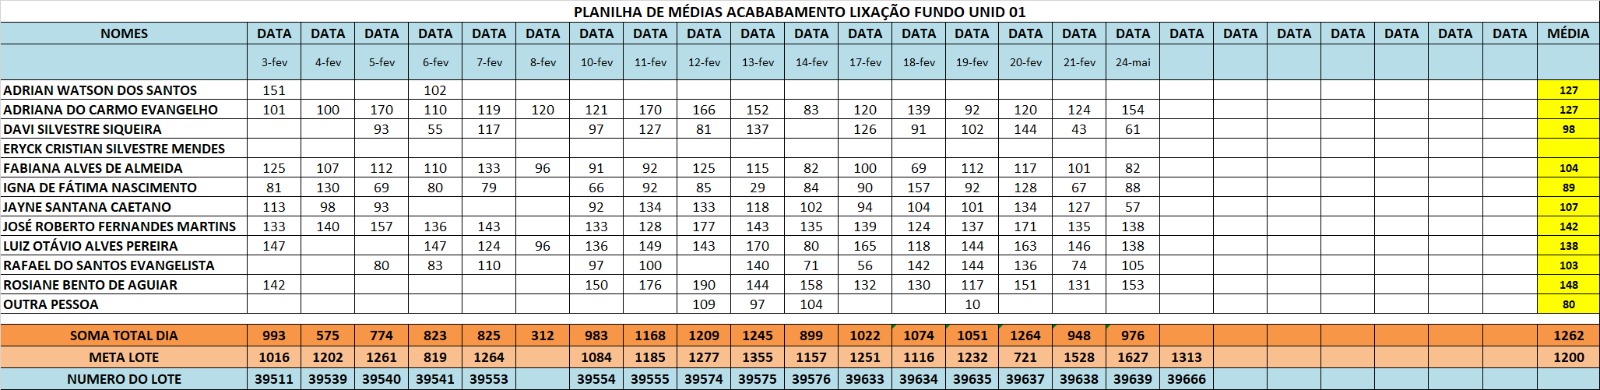 PLANILHA DE MÉDIAS ACABABAMENTO LIXAÇÃO FUNDO UNID 01
NOMES DATA DATA DATA DATA DATA DATA DATA DATA DATA DATA DATA DATA DATA DATA DATA DATA DATA DATA DATA DATA DATA DATA DATA DATA MÉDIA
3-fev 4-fev 5-fev 6-fev 7-fev 8-fev 10-fev 11-fev 12-fev 13-fev 14-fev 17-fev 18-fev 19-fev 20-fev 21-fev 24-mai
ADRIAN WATSON DOS SANTOS 151 102 127
ADRIANA DO CARMO EVANGELHO 101 100 170 110 119 120 121 170 166 152 83 120 139 92 120 124 154 127
DAVI SILVESTRE SIQUEIRA 93 55 117 97 127 81 137 126 91 102 144 43 61 98
ERYCK CRISTIAN SILVESTRE MENDES
FABIANA ALVES DE ALMEIDA 125 107 112 110 133 96 91 92 125 115 82 100 69 112 117 101 82 104
IGNA DE FÁTIMA NASCIMENTO 81 130 69 80 79 66 92 85 29 84 90 157 92 128 67 88 89
JAYNE SANTANA CAETANO 113 98 93 92 134 133 118 102 94 104 101 134 127 57 107
JOSÉ ROBERTO FERNANDES MARTINS 133 140 157 136 143 133 128 177 143 135 139 124 137 171 135 138 142
LUIZ OTÁVIO ALVES PEREIRA 147 147 124 96 136 149 143 170 80 165 118 144 163 146 138 138
RAFAEL DO SANTOS EVANGELISTA 80 83 110 97 100 140 71 56 142 144 136 74 105 103
ROSIANE BENTO DE AGUIAR 142 150 176 190 144 158 132 130 117 151 131 153 148
OUTRA PESSOA 109 97 104 10 80
SOMA TOTAL DIA 993 575 774 823 825 312 983 1168 1209 1245 899 1022 1074 1051 1264 948 976 1262
META LOTE 1016 1202 1261 819 1264 1084 1185 1277 1355 1157 1251 1116 1232 721 1528 1627 1313 1200
NUMERO DO LOTE 39511 39539 39540 39541 39553 39554 39555 39574 39575 39576 39633 39634 39635 39637 39638 39639 39666